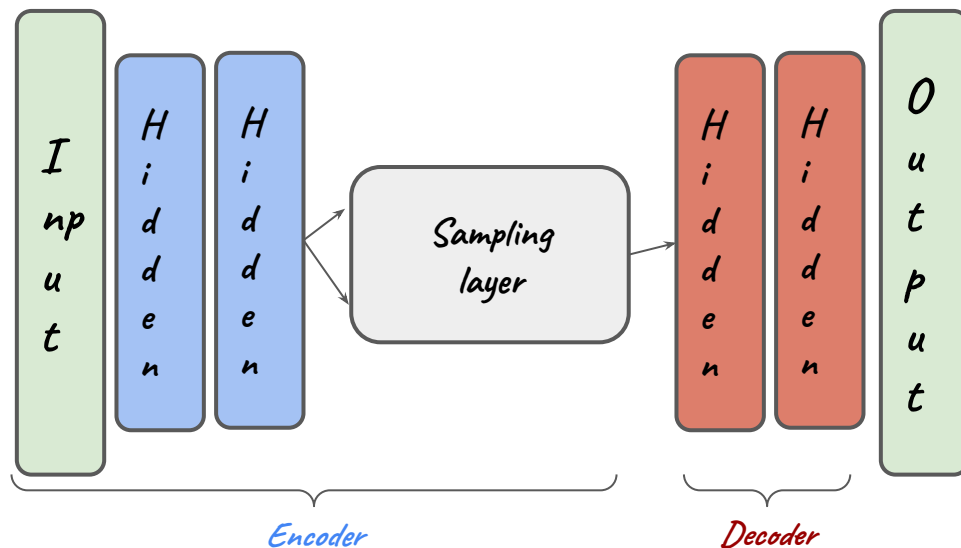 Input
Hidden
Hidden
Sampling
layer
Hidden
Hidden
Output
Encoder
Decoder